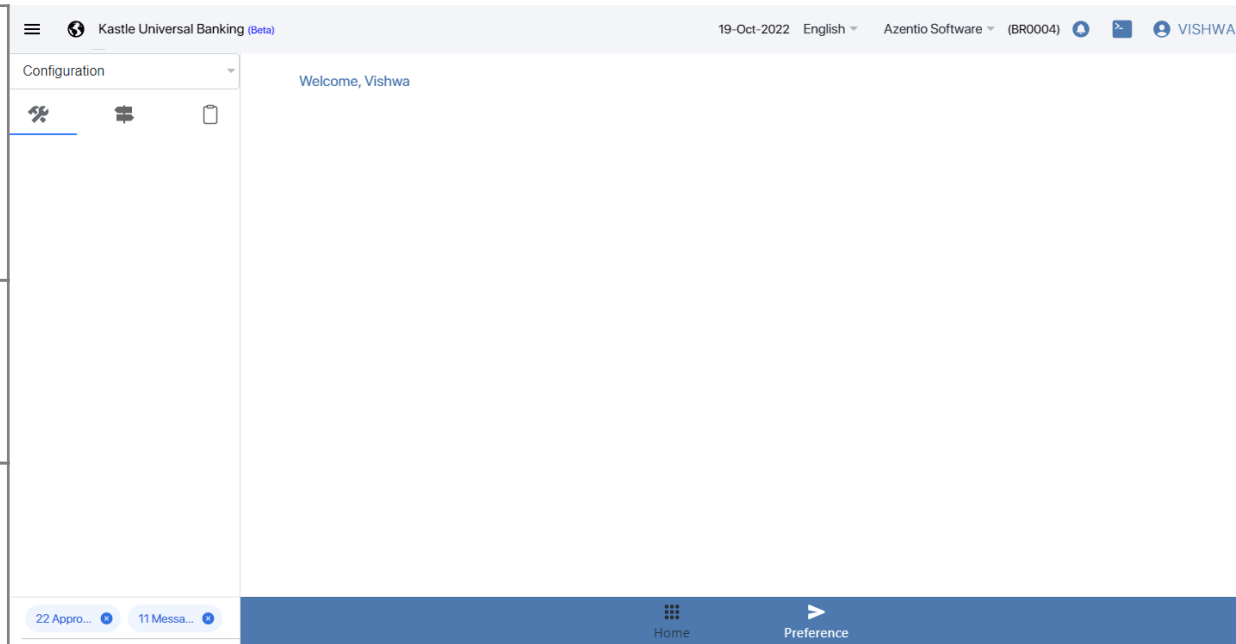 Kastle Universal Banking (Beta) 19-Oct-2022 English Azentio Software (BR0004) VISHWA
Configuration
Welcome, Vishwa
22 Appro... 11 Messa...
Home Preference